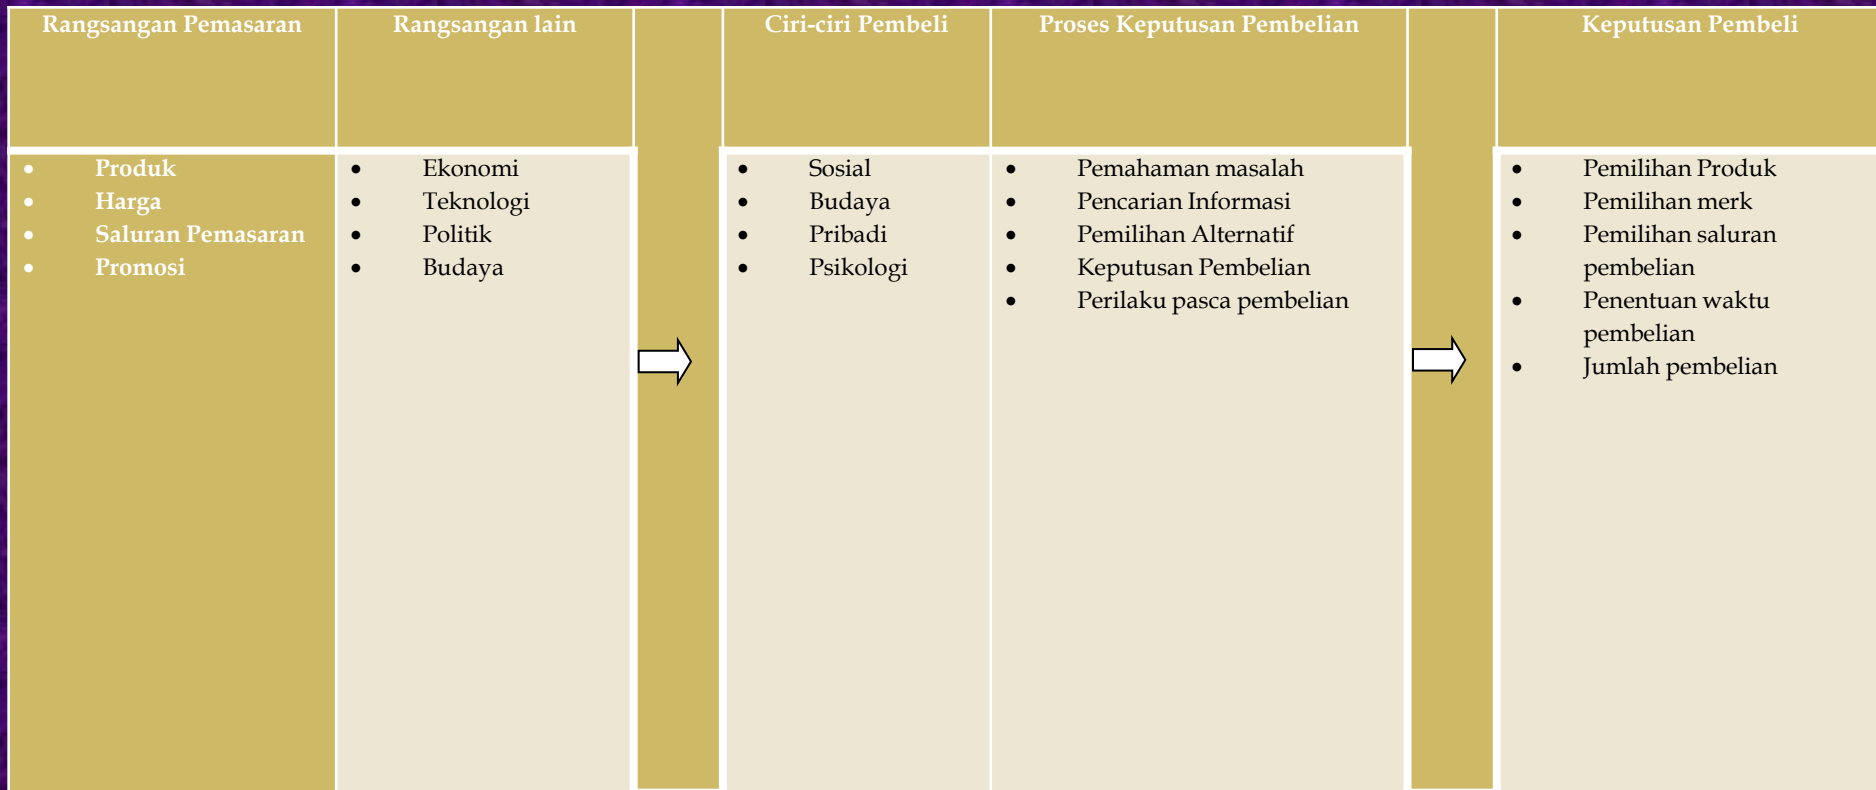 Rangsangan Pemasaran
Rangsangan lain
Ciri-ciri Pembeli
Proses Keputusan Pembelian
Keputusan Pembeli
• Produk
• Harga
• Saluran Pemasaran
• Promosi
• Ekonomi
• Teknologi
• Politik
• Budaya
• Sosial
• Budaya
• Pribadi
• Psikologi
• Pemahaman masalah
• Pencarian Informasi
• Pemilihan Alternatif
• Keputusan Pembelian
• Perilaku pasca pembelian
• Pemilihan Produk
• Pemilihan merk
• Pemilihan saluran
pembelian
• Penentuan waktu
pembelian
• Jumlah pembelian